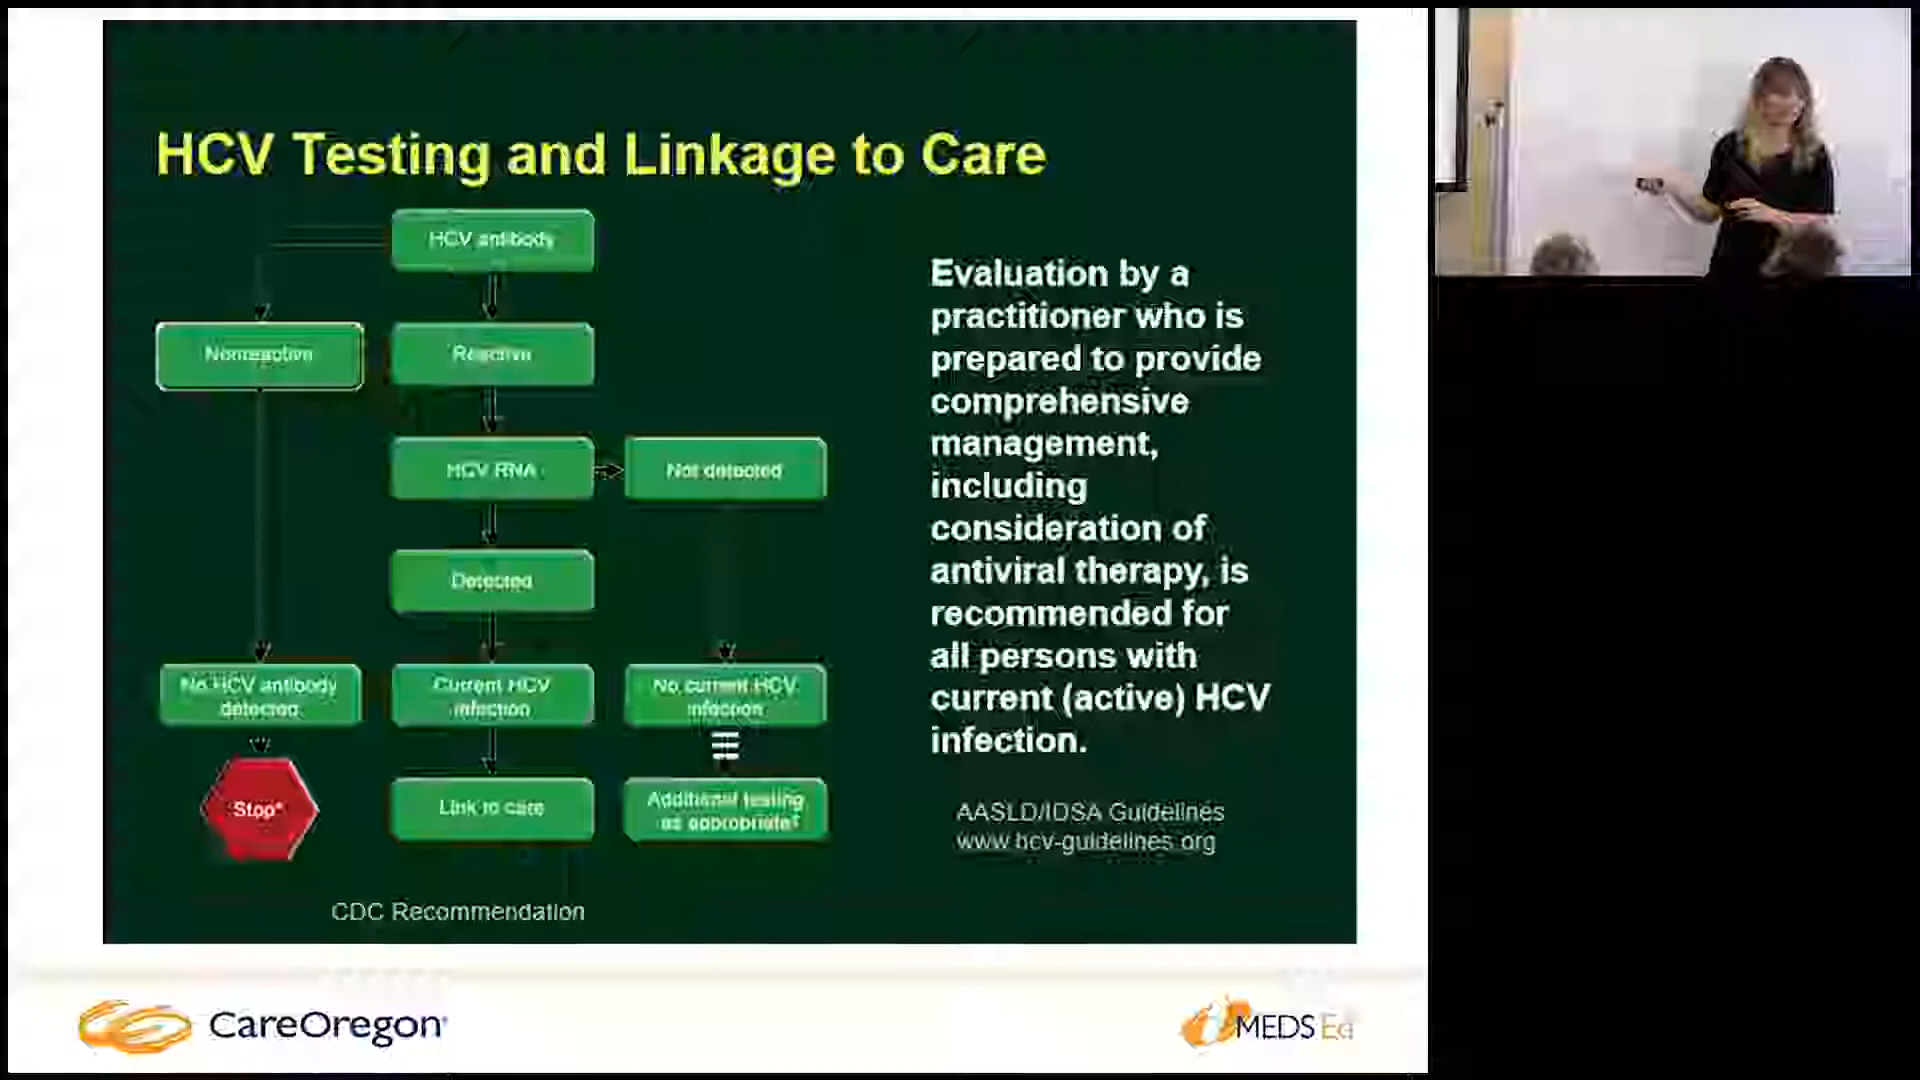 HCV Testing and Linkage to Care
HCV antibody
Nonreactive
Reactive
HCV RNA
Not detected
Detected
No HCV antibody
detected
Current HCV
infection
No current HCV
infection
Stop*
Link to care
Additional testing
as appropriate†
CDC Recommendation
Evaluation by a
practitioner who is
prepared to provide
comprehensive
management,
including
consideration of
antiviral therapy, is
recommended for
all persons with
current (active) HCV
infection.
AASLD/IDSA Guidelines
www.hcv-guidelines.org
CareOregon
MEDS Ed